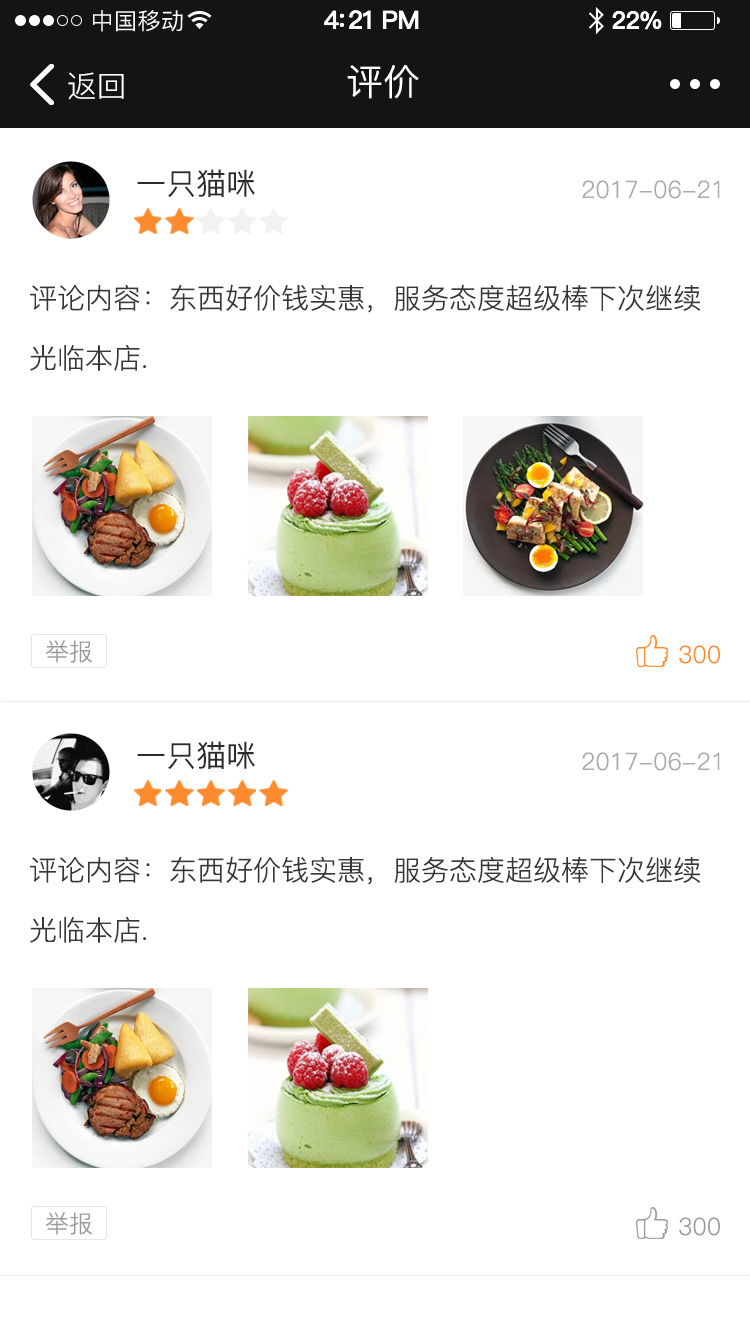 中国移动 4:21 PM 22%
返回 评价
一只猫咪 2017-06-21
评论内容：东西好价钱实惠，服务态度超级棒下次继续
光临本店.
举报 300
一只猫咪 2017-06-21
评论内容：东西好价钱实惠，服务态度超级棒下次继续
光临本店.
举报 300